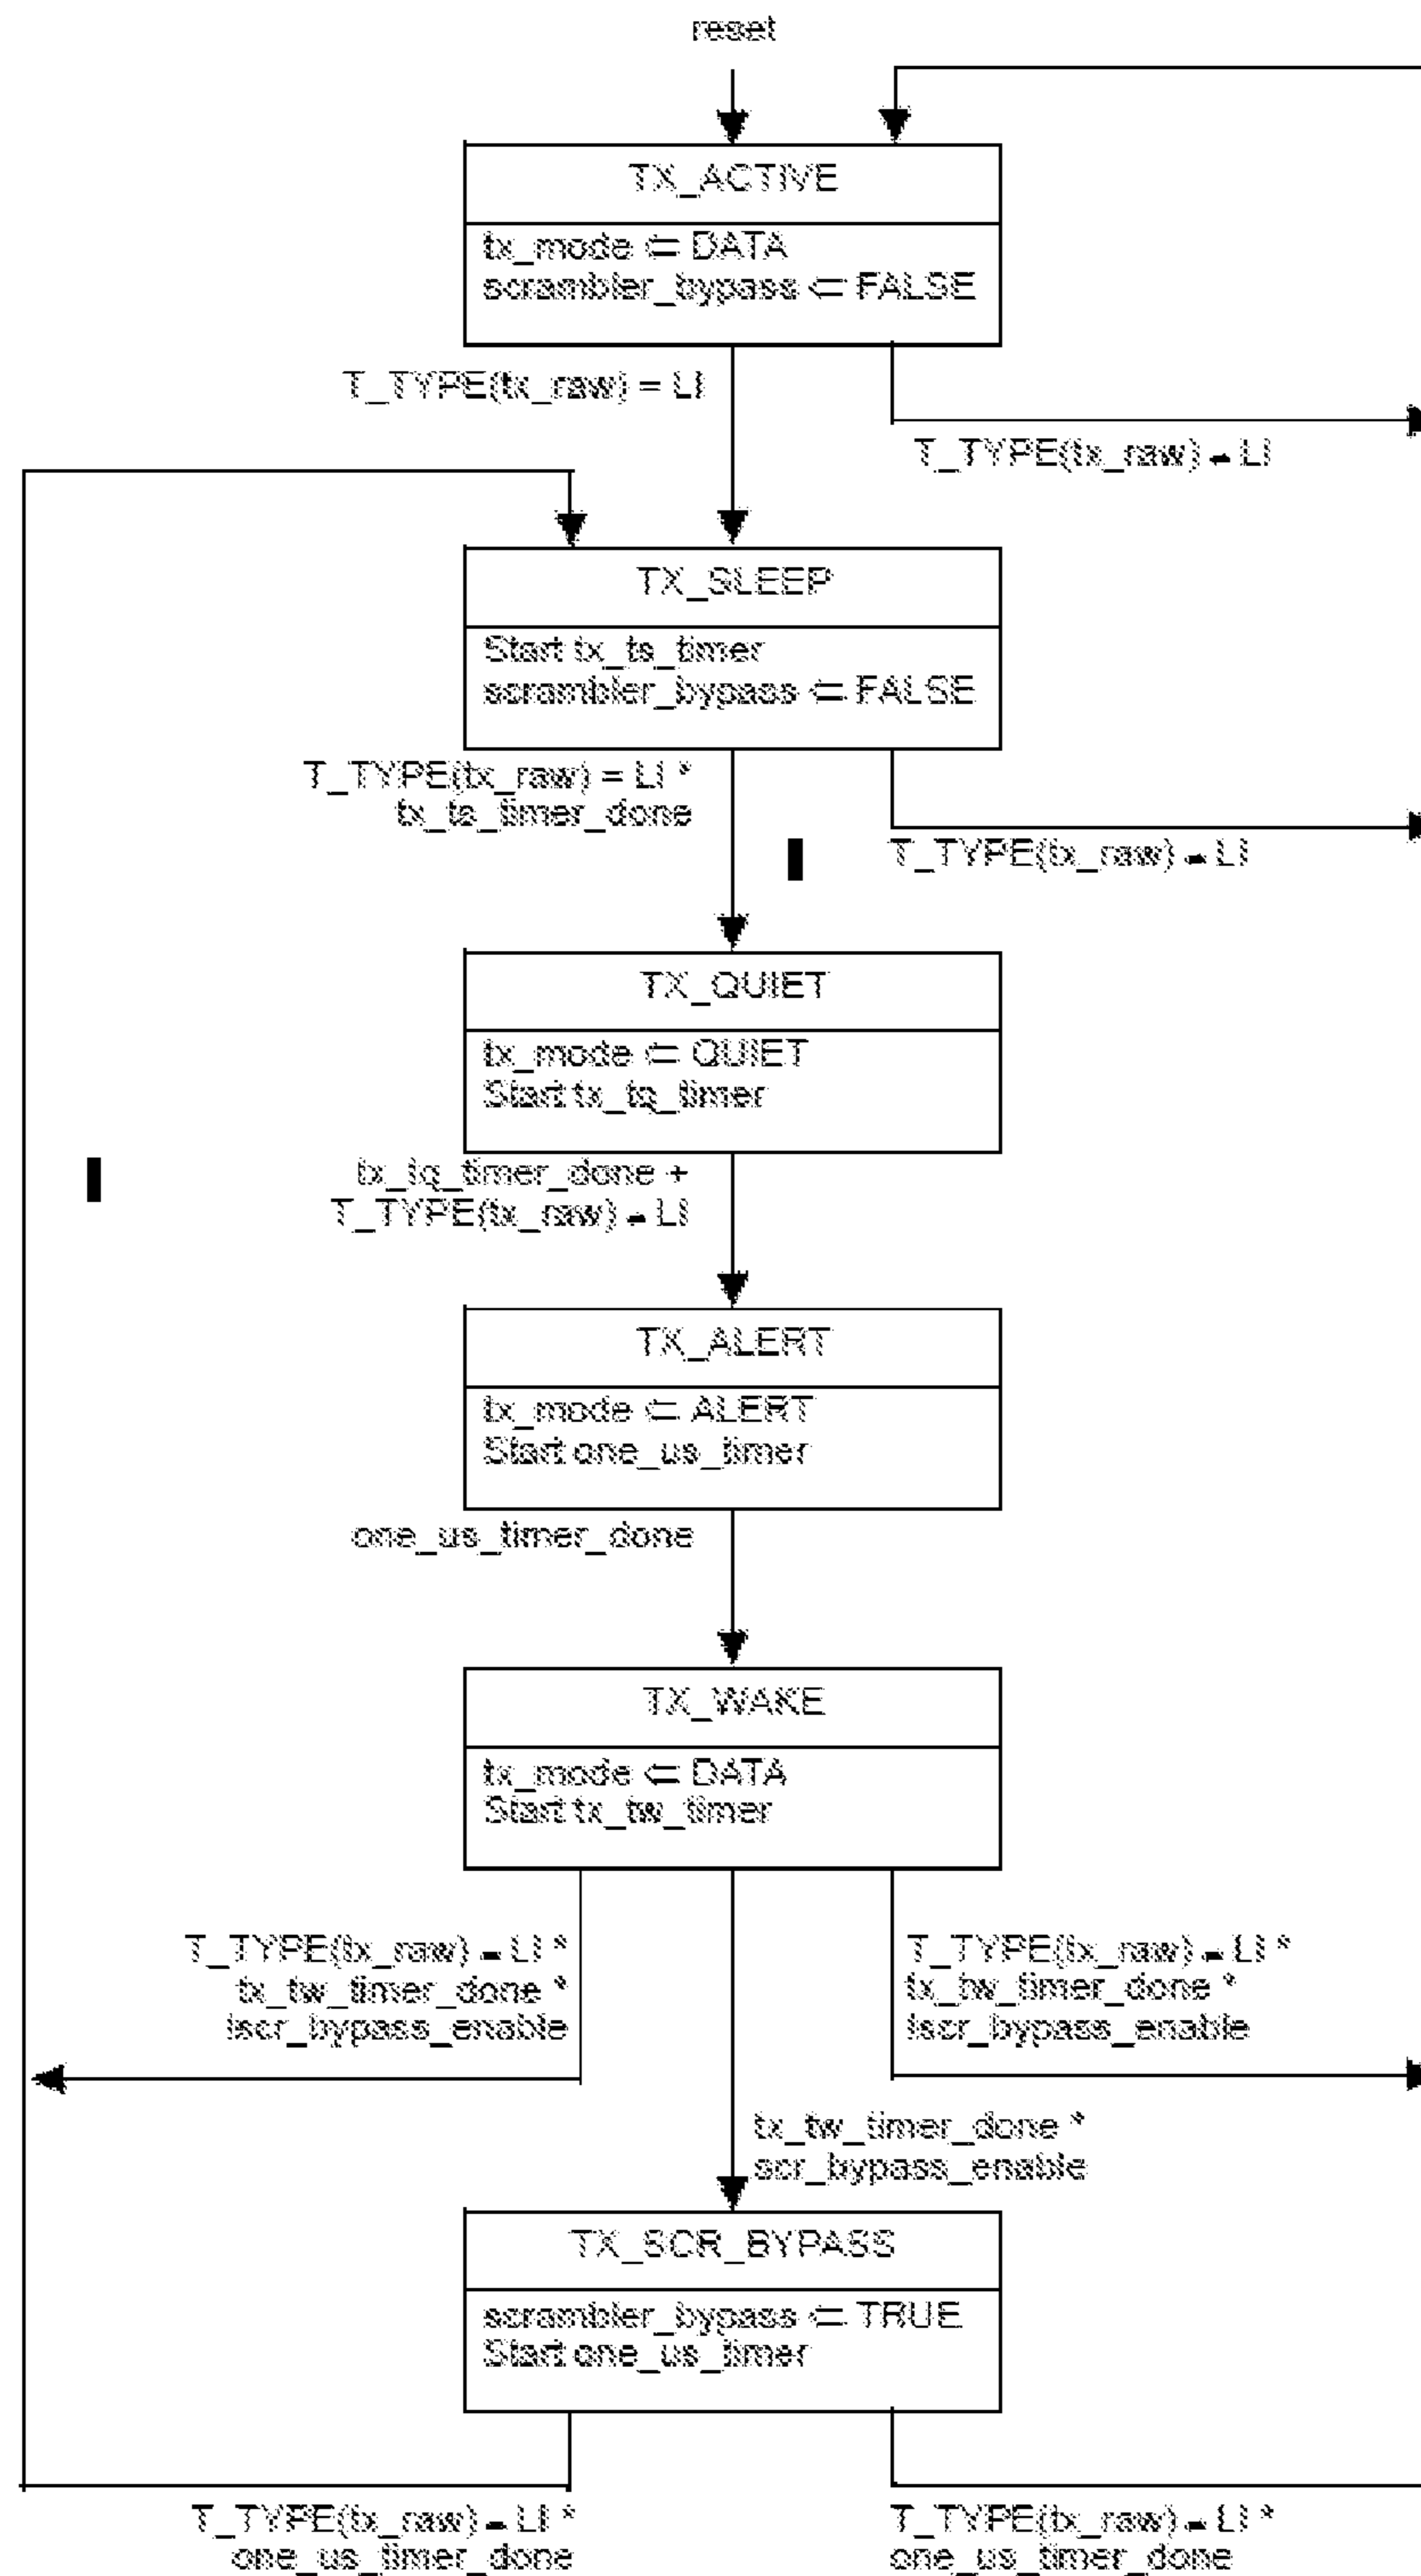 reset
TX_ACTIVE
tx_mode ⇐ DATA
scrambler_bypass ⇐ FALSE
T_TYPE(tx_raw) = LI
T_TYPE(tx_raw) ≠ LI
TX_SLEEP
Start tx_ts_timer
scrambler_bypass ⇐ FALSE
T_TYPE(tx_raw) = LI *
tx_ts_timer_done
T_TYPE(tx_raw) ≠ LI
TX_QUIET
tx_mode ⇐ QUIET
Start tx_tq_timer
tx_tq_timer_done +
T_TYPE(tx_raw) ≠ LI
TX_ALERT
tx_mode ⇐ ALERT
Start one_us_timer
one_us_timer_done
TX_WAKE
tx_mode ⇐ DATA
Start tx_tw_timer
T_TYPE(tx_raw) = LI *
tx_tw_timer_done *
!scr_bypass_enable
T_TYPE(tx_raw) ≠ LI *
tx_tw_timer_done *
!scr_bypass_enable
tx_tw_timer_done *
scr_bypass_enable
TX_SCR_BYPASS
scrambler_bypass ⇐ TRUE
Start one_us_timer
T_TYPE(tx_raw) = LI *
one_us_timer_done
T_TYPE(tx_raw) ≠ LI *
one_us_timer_done